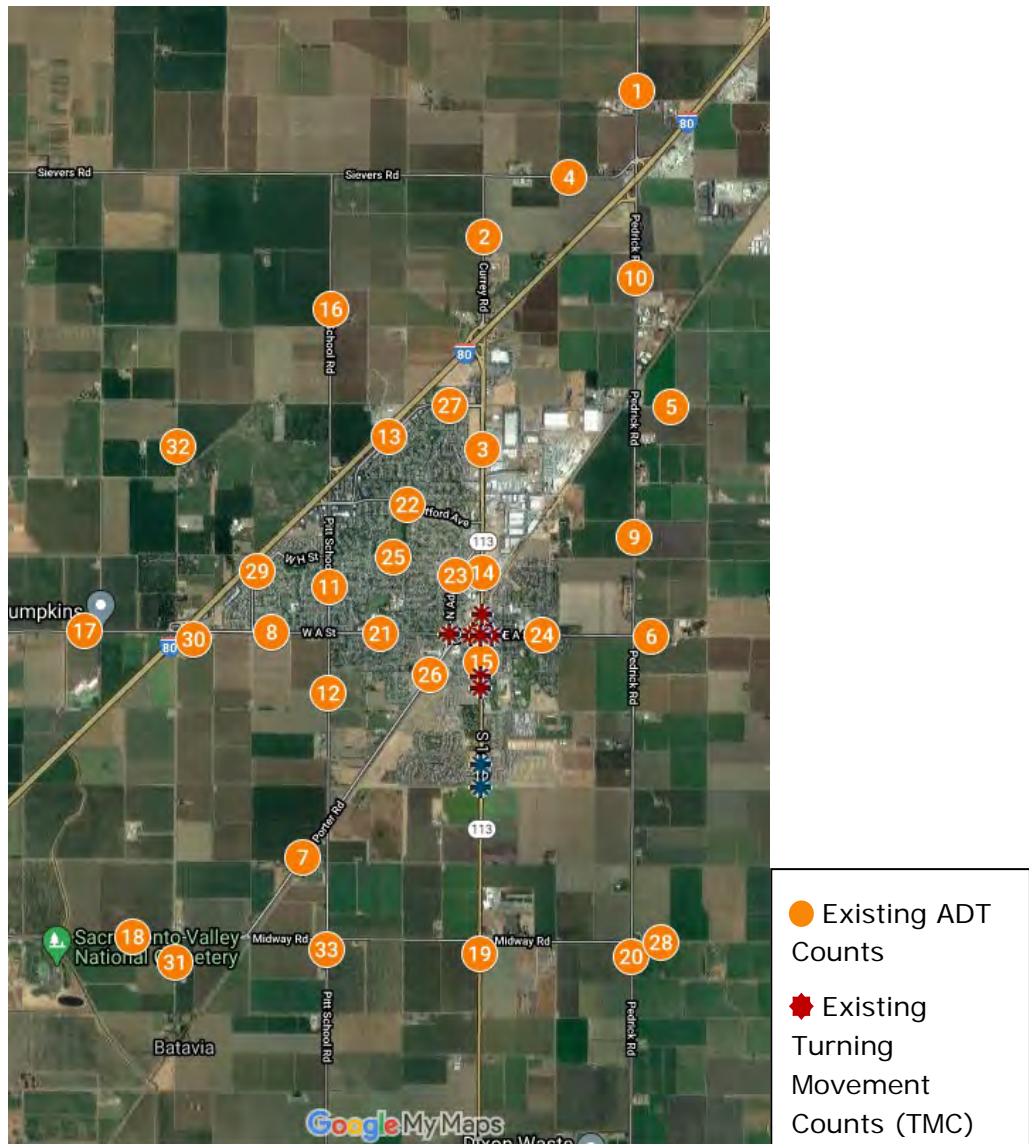 1
80
Sievers Rd
Sievers Rd
4
2
Pedrick R
10
Currey Rd
16
School Rd
80
27
Pedrick Rd
5
13
3
32
22
fford Ave
113
9
25
W H St
Pitt Schoo
29
11
23
14
N Ad
umpkins
17
30
80
8
W A St
21
E A
24
6
15
26
12
Pedrick Rd
S 1
113
Porter Rd
7
18
Sacramento Valley
National Cemetery
31
Midway Rd
33
19
Midway Rd
20
28
Pitt School Rd
Pedrick Rd
Batavia
Google My Maps
Dixon Waste
Existing ADT
Counts
Existing
Turning
Movement
Counts (TMC)